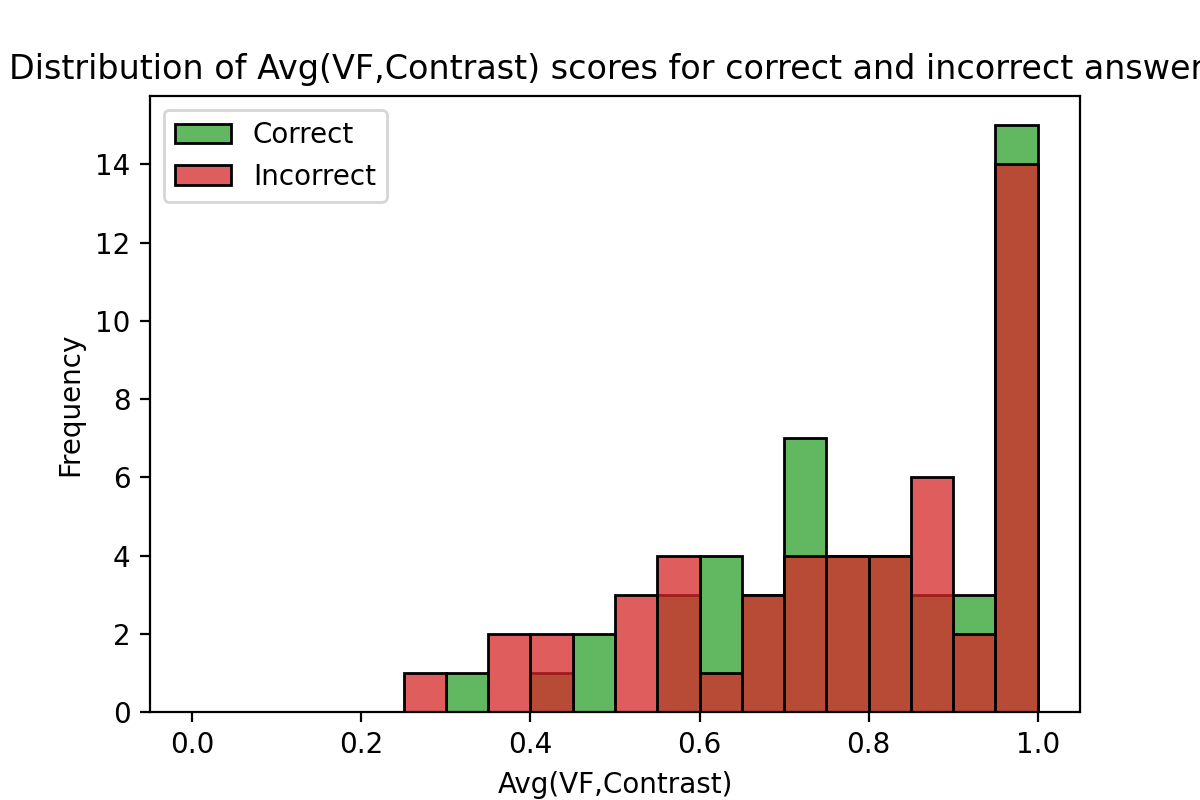 Distribution of Avg(VF,Contrast) scores for correct and incorrect answer
Correct
Incorrect
14
12
10
8
6
4
2
0
Frequency
0.0 0.2 0.4 0.6 0.8 1.0
Avg(VF,Contrast)